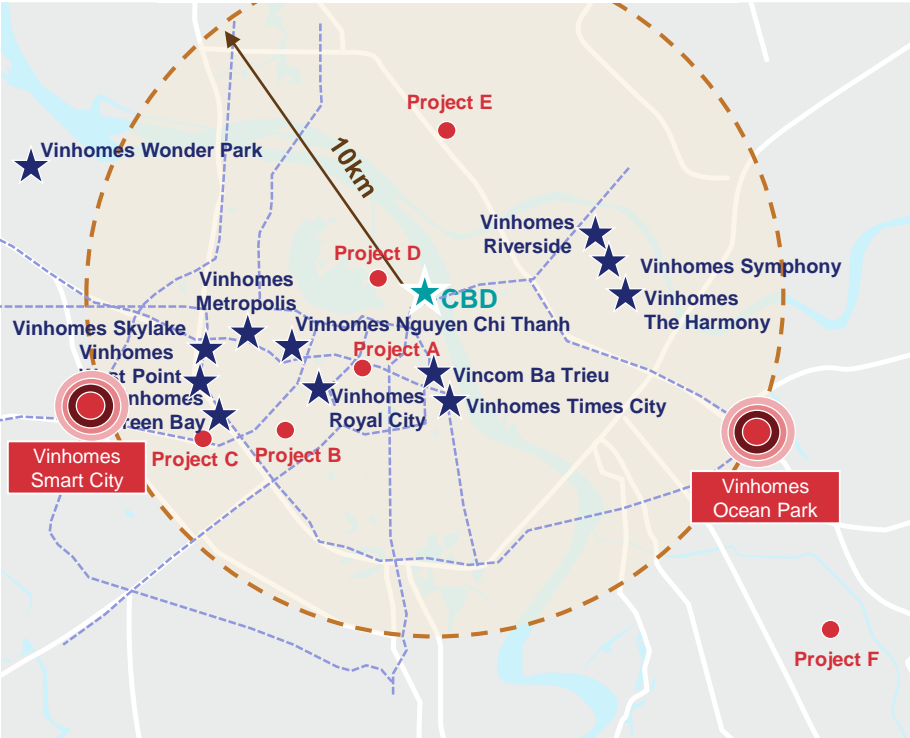 Project E
Vinhomes Wonder Park
10km
Vinhomes
Riverside
Project D
Vinhomes Symphony
Vinhomes
Metropolis
CBD
Vinhomes
The Harmony
Vinhomes Skylake
Vinhomes Nguyen Chi Thanh
Vinhomes
Point
Project A
Vincom Ba Trieu
Vinhomes
Royal City
Vinhomes Times City
Bay
Project C
Project B
Vinhomes
Smart City
Vinhomes
Ocean Park
Project F